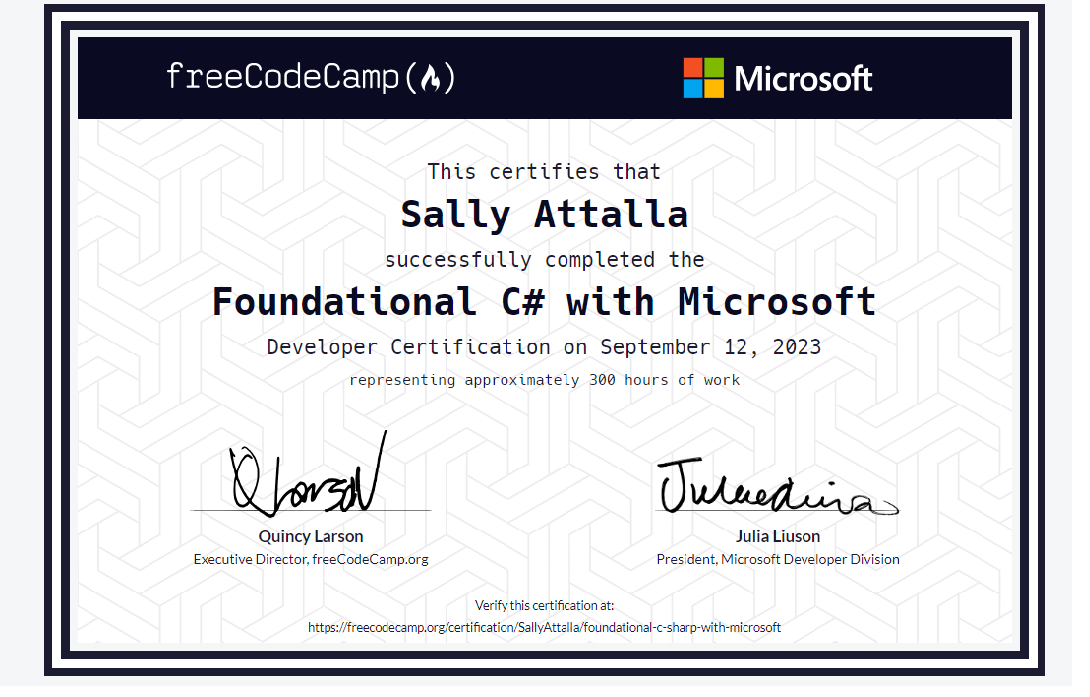 freeCodeCamp
Microsoft
This certifies that
Sally Attalla
successfully completed the
Foundational C# with Microsoft
Developer Certification on September 12, 2023
representing approximately 300 hours of work
Quincy Larson
Executive Director, freeCodeCamp.org
Julia Liuson
President, Microsoft Developer Division
Verify this certification at:
https://freecodecamp.org/certification/SallyAttalla/foundational-c-sharp-with-microsoft